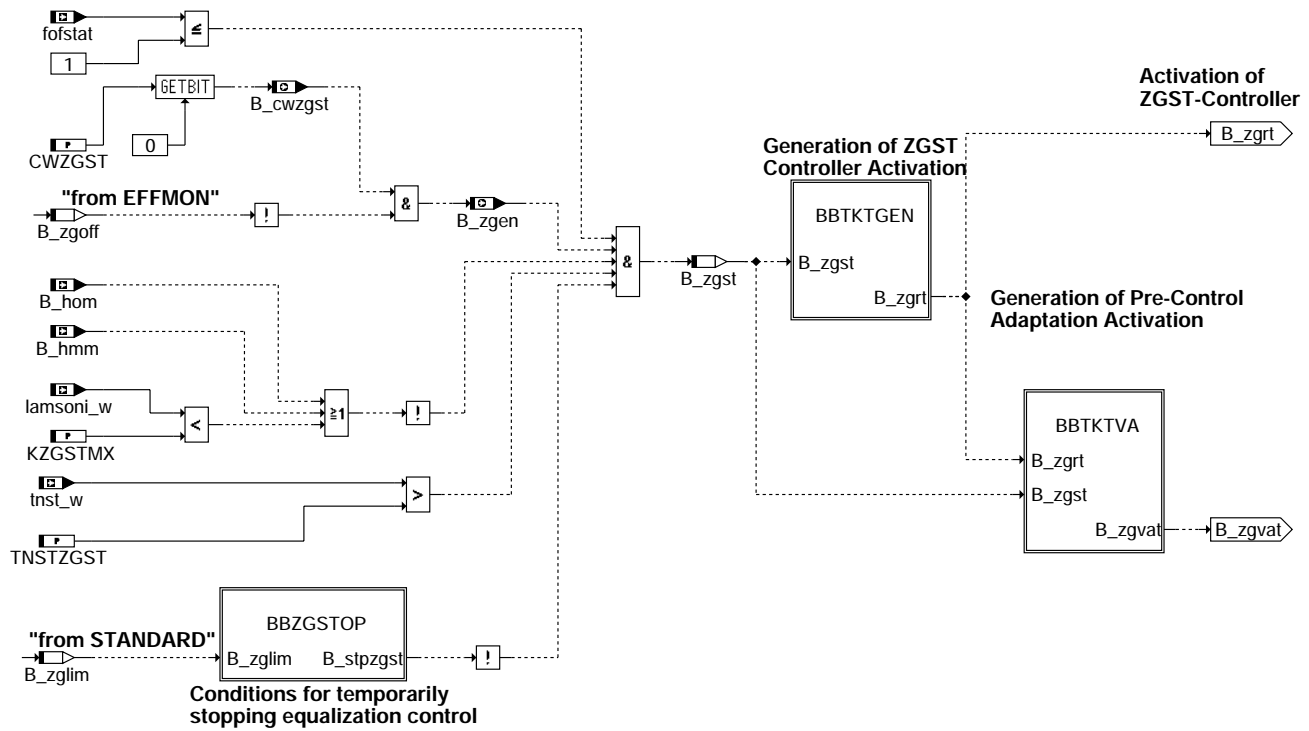 fofstat
≤
1
GETBIT
B_cwzgst
0
P
CWZGST
"from EFFMON"
!
&
B_zgoff
B_zgen
B_hom
B_hmm
lamsoni_w
<
P
KZGSTMX
≥1
!
tnst_w
>
P
TNSTZGST
"from STANDARD"
B_zglim
BBZGSTOP
B_zglim B_stpzgst
!
Conditions for temporarily
stopping equalization control
&
B_zgst
Generation of ZGST
Controller Activation
BBTKTGEN
B_zgst
B_zgrt
Activation of
ZGST-Controller
B_zgrt
Generation of Pre-Control
Adaptation Activation
BBTKTVA
B_zgrt
B_zgst
B_zgvat
B_zgvat